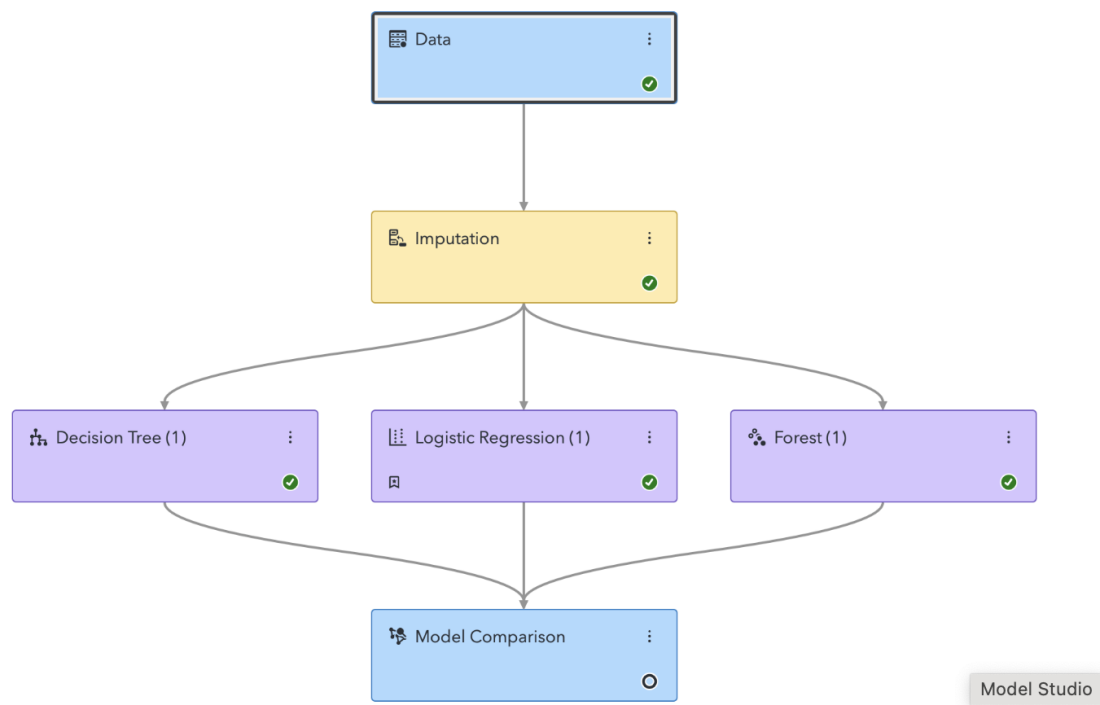 Data
Imputation
Decision Tree (1)
Logistic Regression (1)
Forest (1)
Model Comparison
Model Studio